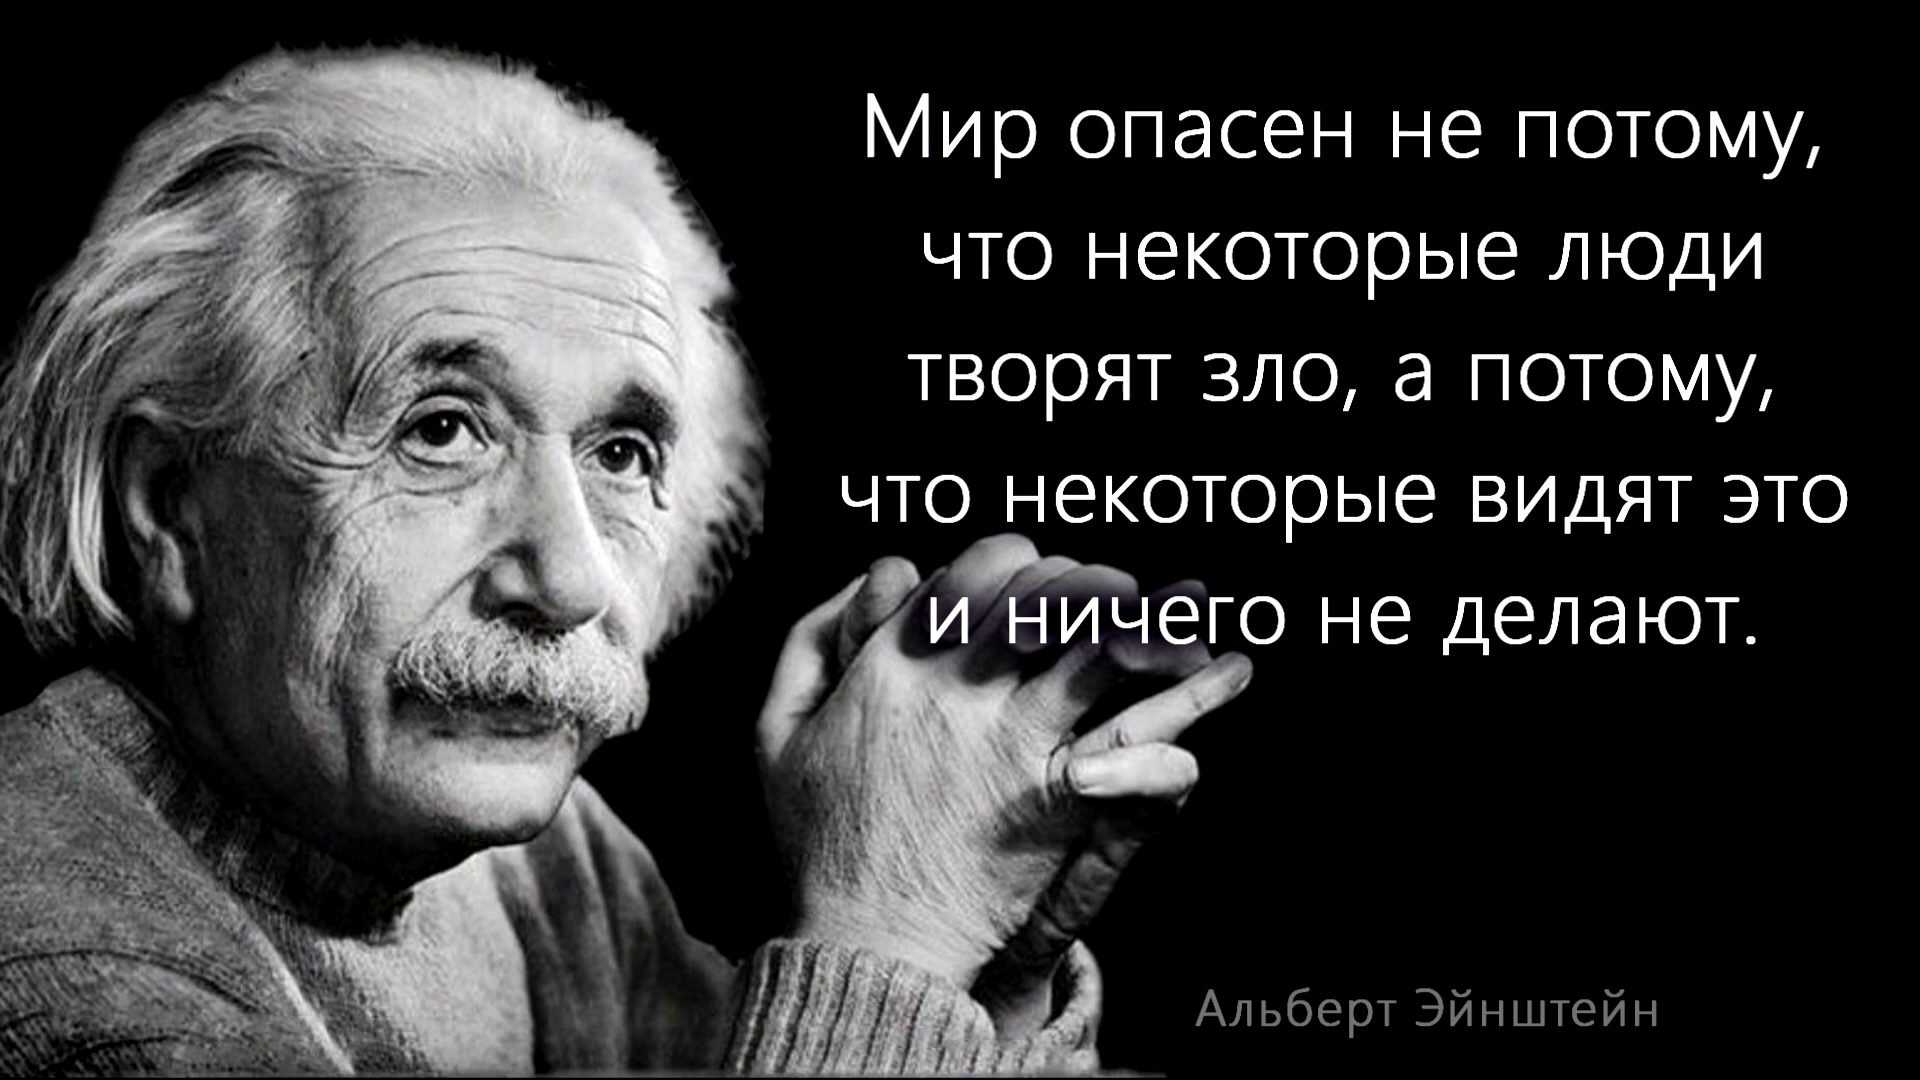 Мир опасен не потому,
что некоторые люди
творят зло, а потому,
что некоторые видят это
и ничего не делают.
Альберт Эйнштейн